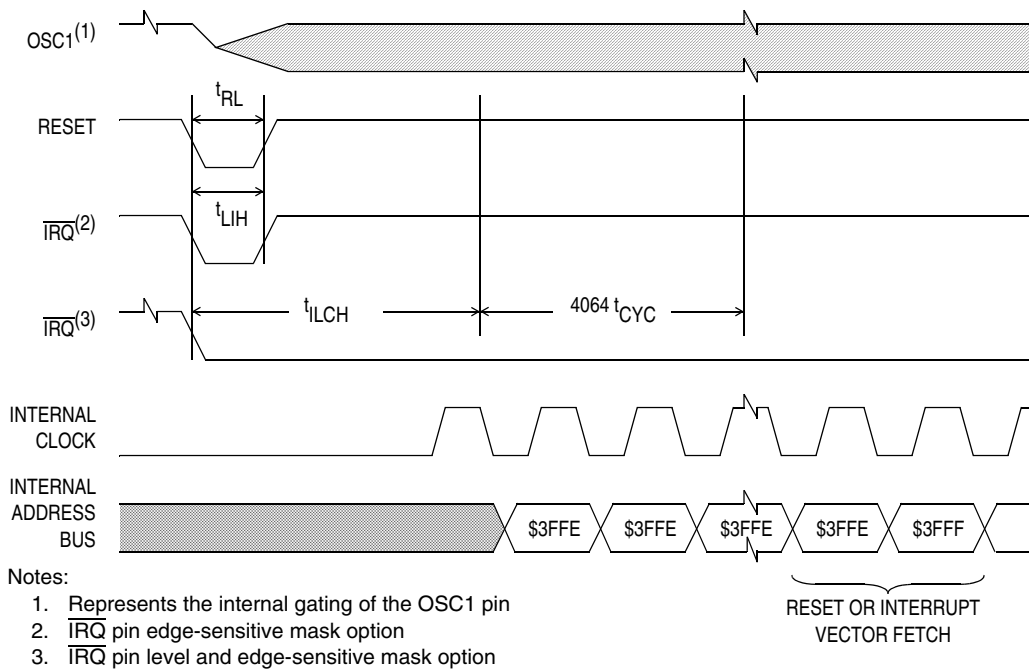 OSC1(1)
tRL
RESET
tLIH
IRQ(2)
tILCH
4064 tCYC
IRQ(3)
INTERNAL
CLOCK
INTERNAL
ADDRESS
BUS
$3FFE
$3FFE
$3FFE
$3FFE
$3FFF
Notes:
1. Represents the internal gating of the OSC1 pin
2. IRQ pin edge-sensitive mask option
3. IRQ pin level and edge-sensitive mask option
RESET OR INTERRUPT
VECTOR FETCH